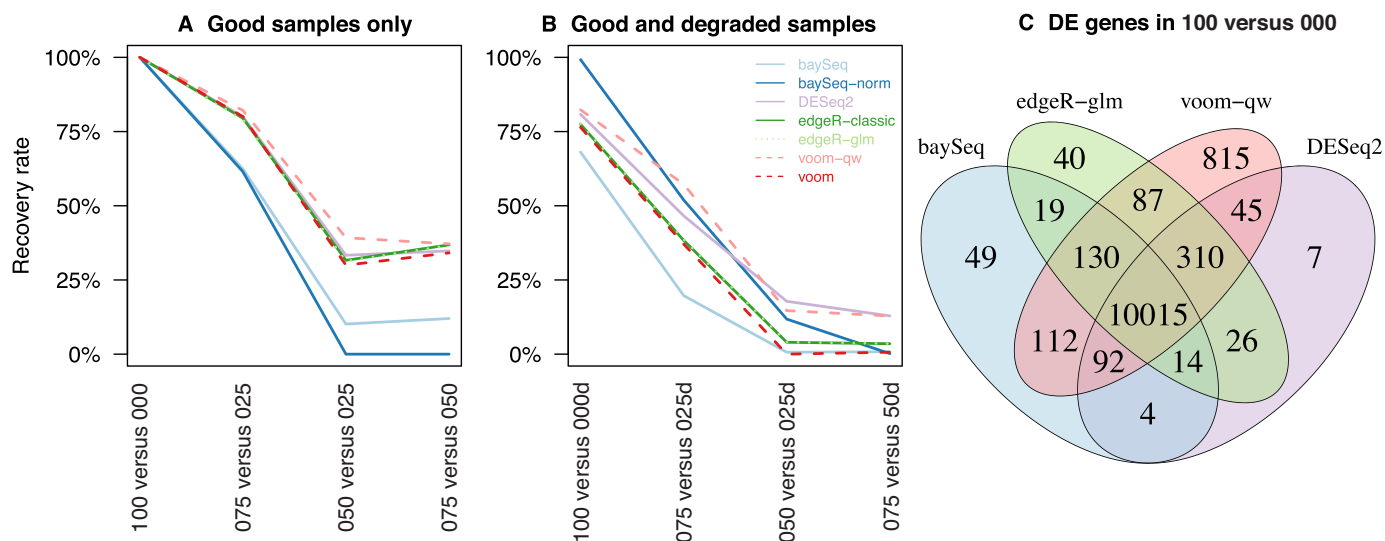 A Good samples only
Recovery rate
100%
75%
50%
25%
0%
100 versus 000
075 versus 025
050 versus 025
075 versus 050
B Good and degraded samples
100%
75%
50%
25%
0%
baySeq
baySeq−norm
DESeq2
edgeR−classic
edgeR−glm
voom−qw
voom
100 versus 000d
075 versus 025d
050 versus 025d
075 versus 50d
C DE genes in 100 versus 000
edgeR−glm
voom−qw
baySeq
DESeq2
40
815
19
87
45
49
130
310
7
10015
112
92
14
26
4